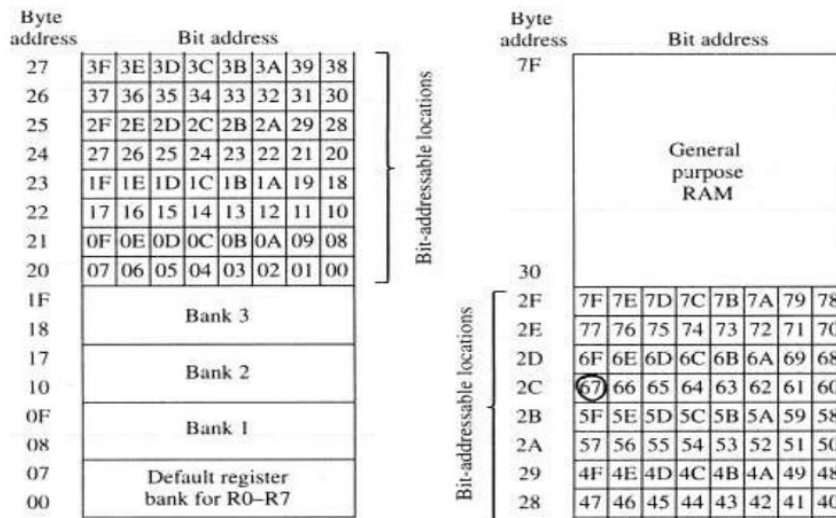 Byte address Bit address
27 3F 3E 3D 3C 3B 3A 39 38
26 37 36 35 34 33 32 31 30
25 2F 2E 2D 2C 2B 2A 29 28
24 27 26 25 24 23 22 21 20
23 1F 1E 1D 1C 1B 1A 19 18
22 17 16 15 14 13 12 11 10
21 0F 0E 0D 0C 0B 0A 09 08
20 07 06 05 04 03 02 01 00
Bit-addressable locations
1F
Bank 3
18
17
Bank 2
10
0F
Bank 1
08
07 Default register
00 bank for R0–R7
Byte address Bit address
7F
General
purpose
RAM
30
2F 7F 7E 7D 7C 7B 7A 79 78
2E 77 76 75 74 73 72 71 70
2D 6F 6E 6D 6C 6B 6A 69 68
2C 67 66 65 64 63 62 61 60
2B 5F 5E 5D 5C 5B 5A 59 58
2A 57 56 55 54 53 52 51 50
29 4F 4E 4D 4C 4B 4A 49 48
28 47 46 45 44 43 42 41 40
Bit-addressable locations